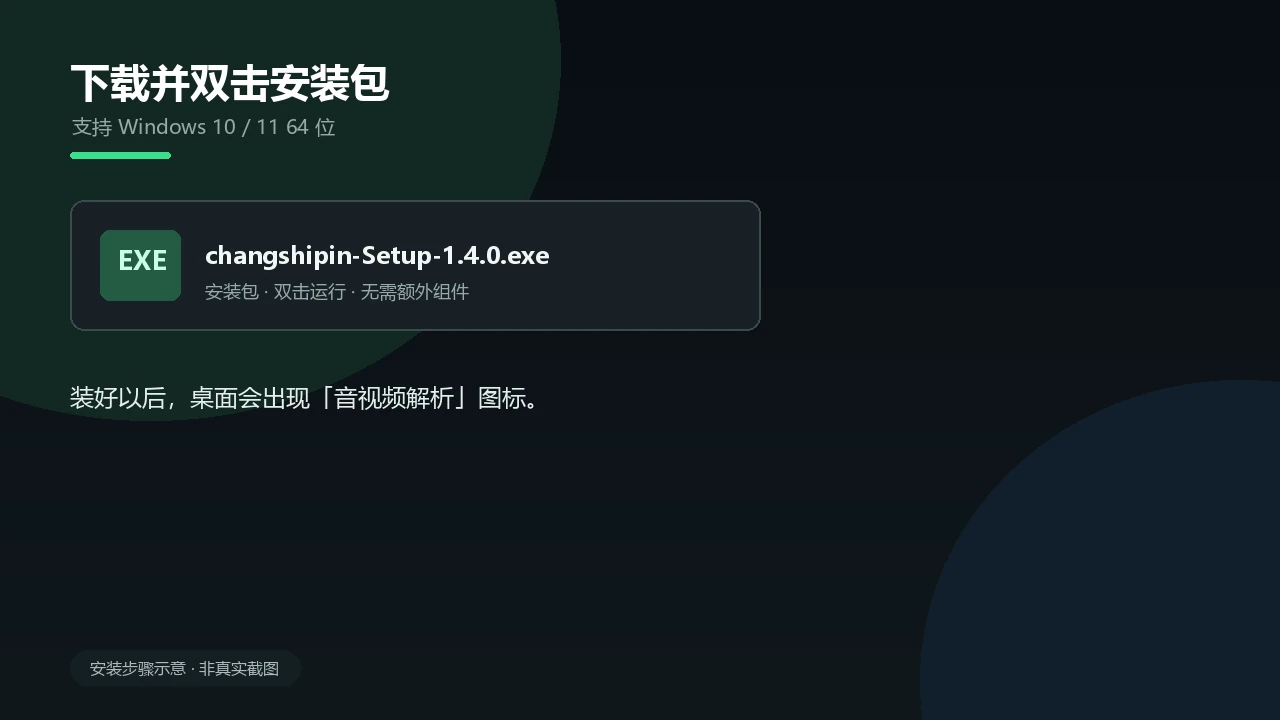 下载并双击安装包
支持 Windows 10 / 11 64 位
EXE
changshipin-Setup-1.4.0.exe
安装包 · 双击运行 · 无需额外组件
装好以后，桌面会出现「音视频解析」图标。
安装步骤示意 · 非真实截图